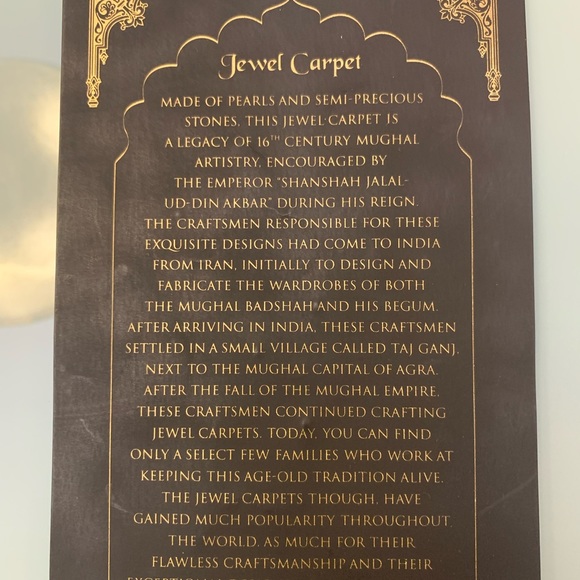 Jewel Carpet
MADE OF PEARLS AND SEMI-PRECIOUS
STONES, THIS JEWEL-CARPET IS
A LEGACY OF 16TH CENTURY MUGHAL
ARTISTRY, ENCOURAGED BY
THE EMPEROR "SHANSHAH JALAL-
UD-DIN AKBAR" DURING HIS REIGN.
THE CRAFTSMEN RESPONSIBLE FOR THESE
EXQUISITE DESIGNS HAD COME TO INDIA
FROM IRAN, INITIALLY TO DESIGN AND
FABRICATE THE WARDROBES OF BOTH
THE MUGHAL BADSHAH AND HIS BEGUM.
AFTER ARRIVING IN INDIA, THESE CRAFTSMEN
SETTLED IN A SMALL VILLAGE CALLED TAJ GANJ,
NEXT TO THE MUGHAL CAPITAL OF AGRA.
AFTER THE FALL OF THE MUGHAL EMPIRE,
THESE CRAFTSMEN CONTINUED CRAFTING
JEWEL CARPETS. TODAY, YOU CAN FIND
ONLY A SELECT FEW FAMILIES WHO WORK AT
KEEPING THIS AGE-OLD TRADITION ALIVE.
THE JEWEL CARPETS THOUGH, HAVE
GAINED MUCH POPULARITY THROUGHOUT
THE WORLD, AS MUCH FOR THEIR
FLAWLESS CRAFTSMANSHIP AND THEIR